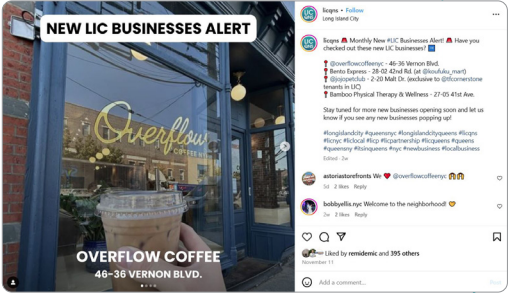 NEW LIC BUSINESSES ALERT
Overflow
COFFEE
OVERFLOW COFFEE
46-36 VERNON BLVD.
licqns • Follow
Long Island City
licqns 🚨 Monthly New #LIC Businesses Alert! 🚨 Have
you checked out these new LIC businesses? ⬇️
📍 @overflowcoffeenyc - 46-36 Vernon Blvd.
📍 Bento Express - 28-02 42nd Rd. (at @koufuku_mart)
📍 @jojopetclub - 2-20 Malt Dr. (exclusive to @tfcornerstone
tenants in LIC)
📍 Bamboo Physical Therapy & Wellness - 27-05 41st Ave.
Stay tuned for more new businesses opening soon and let us
know if you see any new businesses popping up!
#longislandcity #queensnyc #longislandcityqueens #licqns
#licnyc #liclocal #licp #licpartnership #licqueens #queens
#queensny #itsinqueens #nyc #newbusiness #localbusiness
Edited · 2w
astoriastorefronts We ❤️ @overflowcoffeenyc 🙌🙌
5d 2 likes Reply
bobbyellis.nyc Welcome to the neighborhood! 🧡
2w 2 likes Reply
Liked by remidemic and 395 others
November 11
Add a comment...
Post